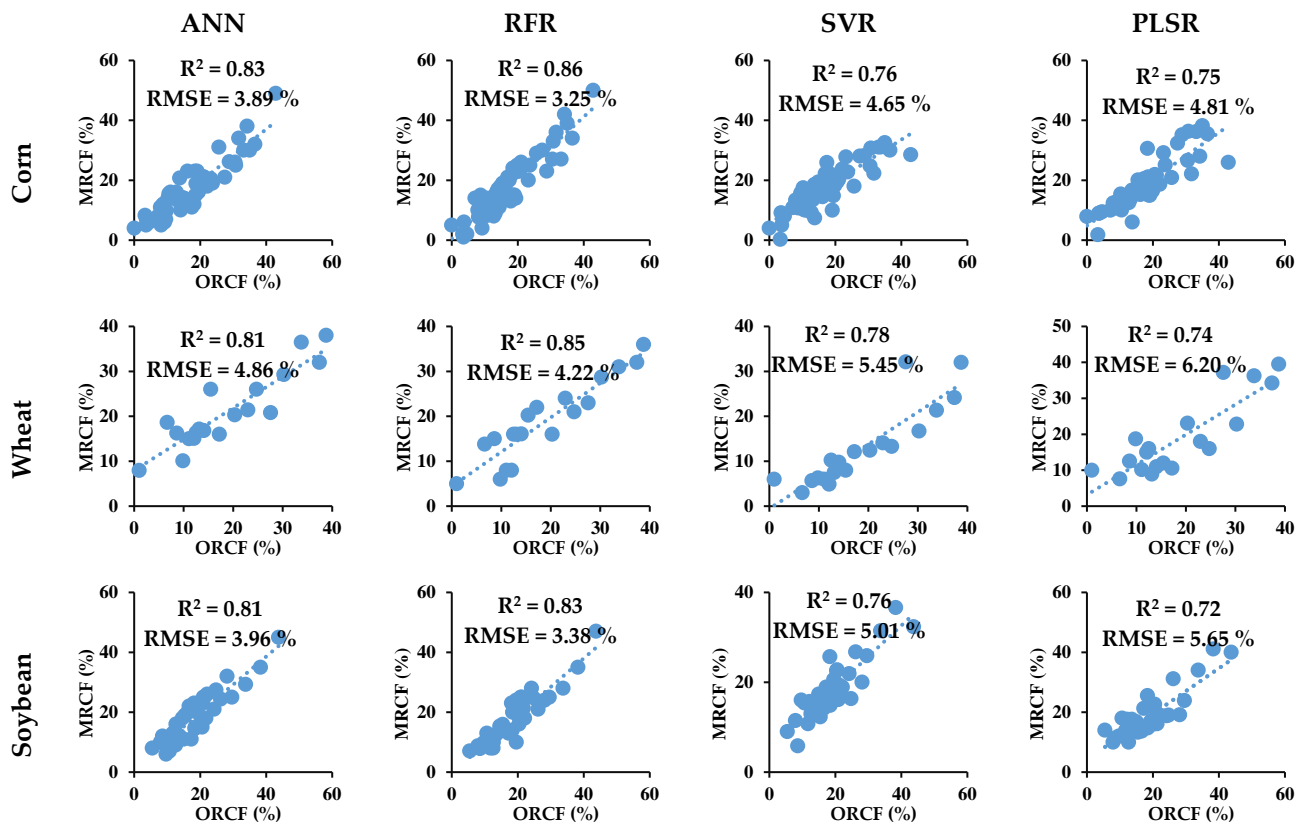 ANN RFR SVR PLSR
Corn
R² = 0.83
RMSE = 3.89 %
MRCF (%)
60
40
20
0
0 20 40 60
ORCF (%)
R² = 0.86
RMSE = 3.25 %
MRCF (%)
60
40
20
0
0 20 40 60
ORCF (%)
R² = 0.76
RMSE = 4.65 %
MRCF (%)
60
40
20
0
0 20 40 60
ORCF (%)
R² = 0.75
RMSE = 4.81 %
MRCF (%)
60
40
20
0
0 20 40 60
ORCF (%)
Wheat
R² = 0.81
RMSE = 4.86 %
MRCF (%)
40
30
20
10
0
0 10 20 30 40
ORCF (%)
R² = 0.85
RMSE = 4.22 %
MRCF (%)
40
30
20
10
0
0 10 20 30 40
ORCF (%)
R² = 0.78
RMSE = 5.45 %
MRCF (%)
40
30
20
10
0
0 10 20 30 40
ORCF (%)
R² = 0.74
RMSE = 6.20 %
MRCF (%)
50
40
30
20
10
0
0 10 20 30 40
ORCF (%)
Soybean
R² = 0.81
RMSE = 3.96 %
MRCF (%)
60
40
20
0
0 20 40 60
ORCF (%)
R² = 0.83
RMSE = 3.38 %
MRCF (%)
60
40
20
0
0 20 40 60
ORCF (%)
R² = 0.76
RMSE = 5.01 %
MRCF (%)
40
30
20
10
0
0 20 40 60
ORCF (%)
R² = 0.72
RMSE = 5.65 %
MRCF (%)
60
40
20
0
0 20 40 60
ORCF (%)